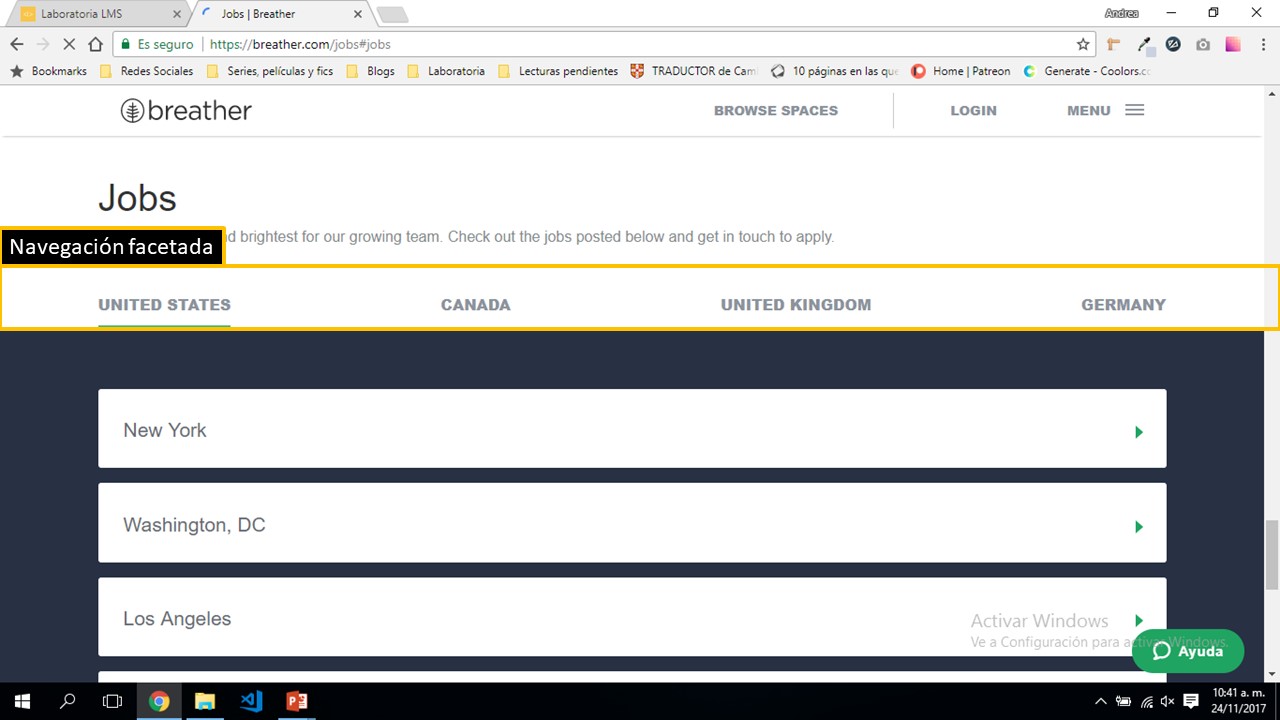 Laboratoria LMS
Jobs | Breather
Andrea
Es seguro
https://breather.com/jobs#jobs
Bookmarks
Redes Sociales
Series, películas y fics
Blogs
Laboratoria
Lecturas pendientes
TRADUCTOR de Cam
10 páginas en las que
Home | Patreon
Generate - Coolors.co
breather
BROWSE SPACES
LOGIN
MENU
Jobs
Navegación facetada
d brightest for our growing team. Check out the jobs posted below and get in touch to apply.
UNITED STATES
CANADA
UNITED KINGDOM
GERMANY
New York
Washington, DC
Los Angeles
Activar Windows
Ve a Configuración para activar Windows.
Ayuda
10:41 a. m.
24/11/2017